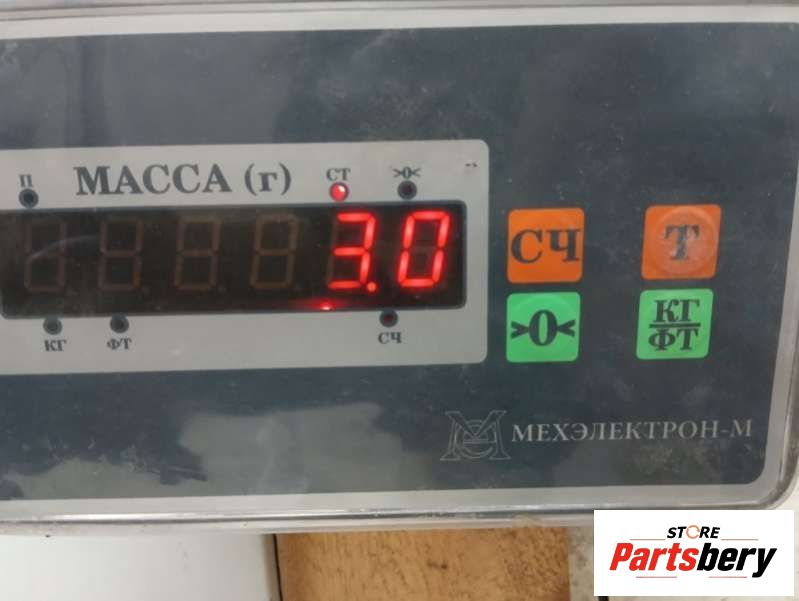 П
МАССА (г)
СТ
>0<
3.0
СЧ
Т
КГ
ФТ
СЧ
>0<
КГ
ФТ
МЕХЭЛЕКТРОН-М
STORE
Partsbery